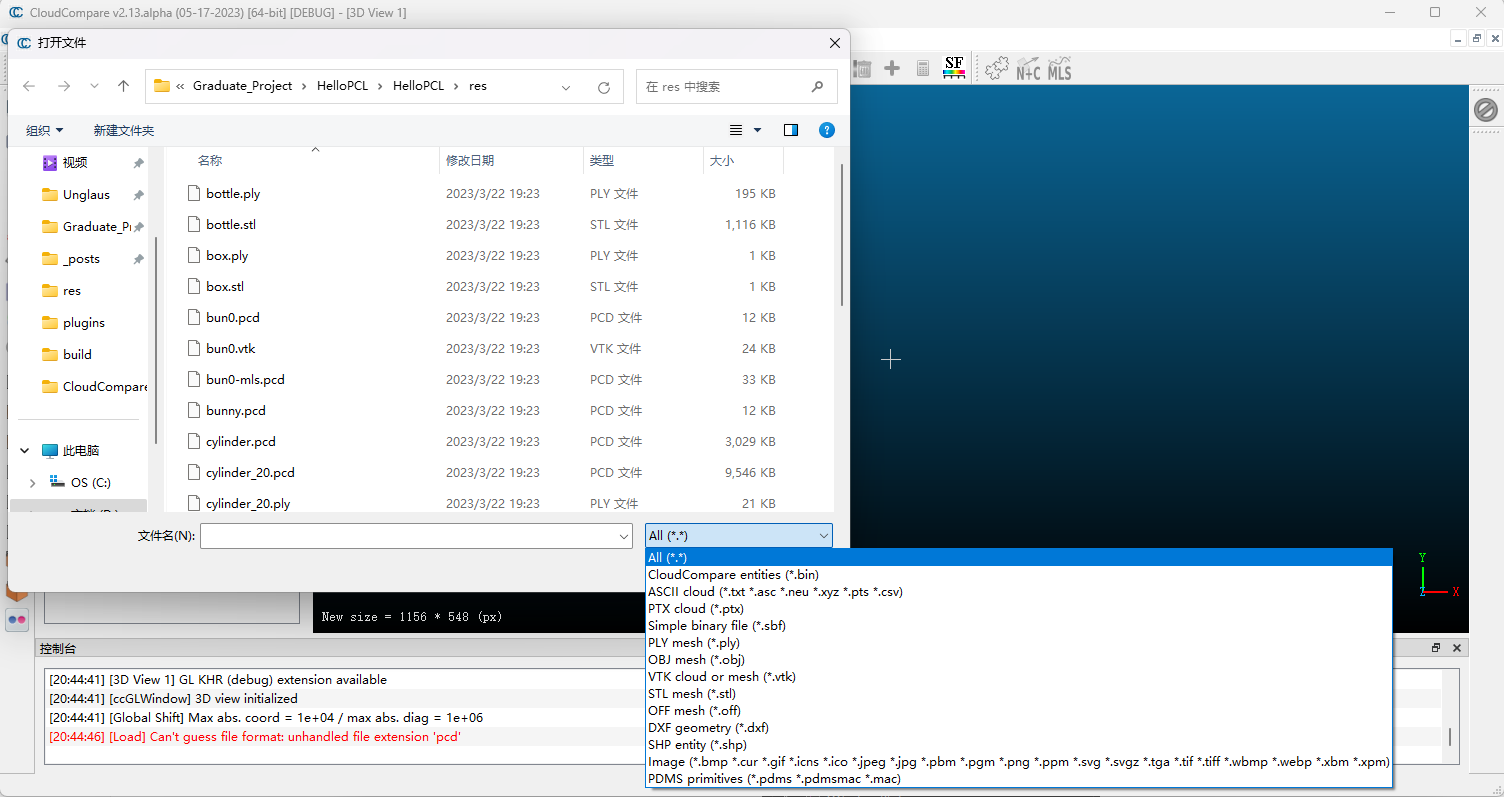 CloudCompare v2.13.alpha (05-17-2023) [64-bit] [DEBUG] - [3D View 1]
打开文件
« Graduate_Project › HelloPCL › HelloPCL › res
在 res 中搜索
SF
N+C MLS
组织 新建文件夹
视频
Unglaus
Graduate_Pr
_posts
res
plugins
build
CloudCompare
此电脑
OS (C:)
名称 修改日期 类型 大小
bottle.ply 2023/3/22 19:23 PLY 文件 195 KB
bottle.stl 2023/3/22 19:23 STL 文件 1,116 KB
box.ply 2023/3/22 19:23 PLY 文件 1 KB
box.stl 2023/3/22 19:23 STL 文件 1 KB
bun0.pcd 2023/3/22 19:23 PCD 文件 12 KB
bun0.vtk 2023/3/22 19:23 VTK 文件 24 KB
bun0-mls.pcd 2023/3/22 19:23 PCD 文件 33 KB
bunny.pcd 2023/3/22 19:23 PCD 文件 12 KB
cylinder.pcd 2023/3/22 19:23 PCD 文件 3,029 KB
cylinder_20.pcd 2023/3/22 19:23 PCD 文件 9,546 KB
cylinder_20.ply 2023/3/22 19:23 PLY 文件 21 KB
文件名(N):
All (*.*)
All (*.*)
CloudCompare entities (*.bin)
ASCII cloud (*.txt *.asc *.neu *.xyz *.pts *.csv)
PTX cloud (*.ptx)
Simple binary file (*.sbf)
PLY mesh (*.ply)
OBJ mesh (*.obj)
VTK cloud or mesh (*.vtk)
STL mesh (*.stl)
OFF mesh (*.off)
DXF geometry (*.dxf)
SHP entity (*.shp)
Image (*.bmp *.cur *.gif *.icns *.ico *.jpeg *.jpg *.pbm *.pgm *.png *.ppm *.svg *.svgz *.tga *.tif *.tiff *.wbmp *.webp *.xbm *.xpm)
PDMS primitives (*.pdms *.pdmsmac *.mac)
Y
Z X
New size = 1156 * 548 (px)
控制台
[20:44:41] [3D View 1] GL KHR (debug) extension available
[20:44:41] [ccGLWindow] 3D view initialized
[20:44:41] [Global Shift] Max abs. coord = 1e+04 / max abs. diag = 1e+06
[20:44:46] [Load] Can't guess file format: unhandled file extension 'pcd'